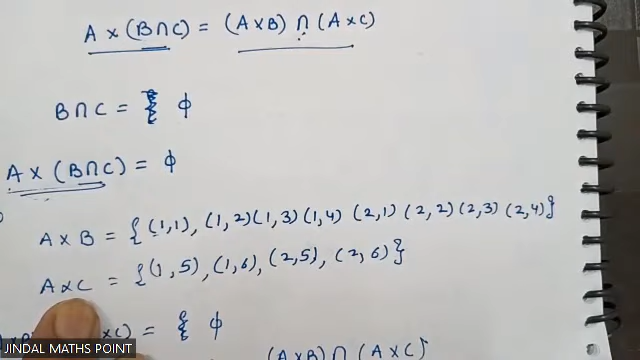 A × (B∩C) = (A×B) ∩ (A×C)
B∩C = { ϕ
A × (B∩C) = ϕ
A × B = {(1,1), (1,2)(1,3)(1,4) (2,1) (2,2)(2,3)(2,4)}
A×C = {(1,5), (1,6), (2,5), (2,6)}
×C) = { ϕ
(A×B) ∩ (A×C)
JINDAL MATHS POINT